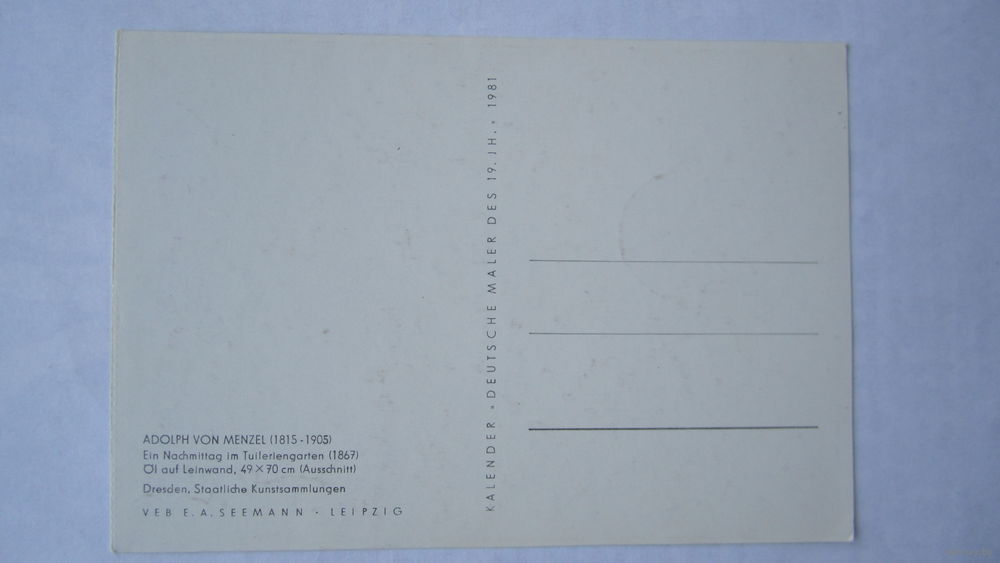 ADOLPH VON MENZEL (1815 - 1905)
Ein Nachmittag im Tuileriengarten (1867)
Öl auf Leinwand, 49 × 70 cm (Ausschnitt)
Dresden, Staatliche Kunstsammlungen
VEB E. A. SEEMANN · LEIPZIG
KALENDER » DEUTSCHE MALER DES 19. JH. « 1981